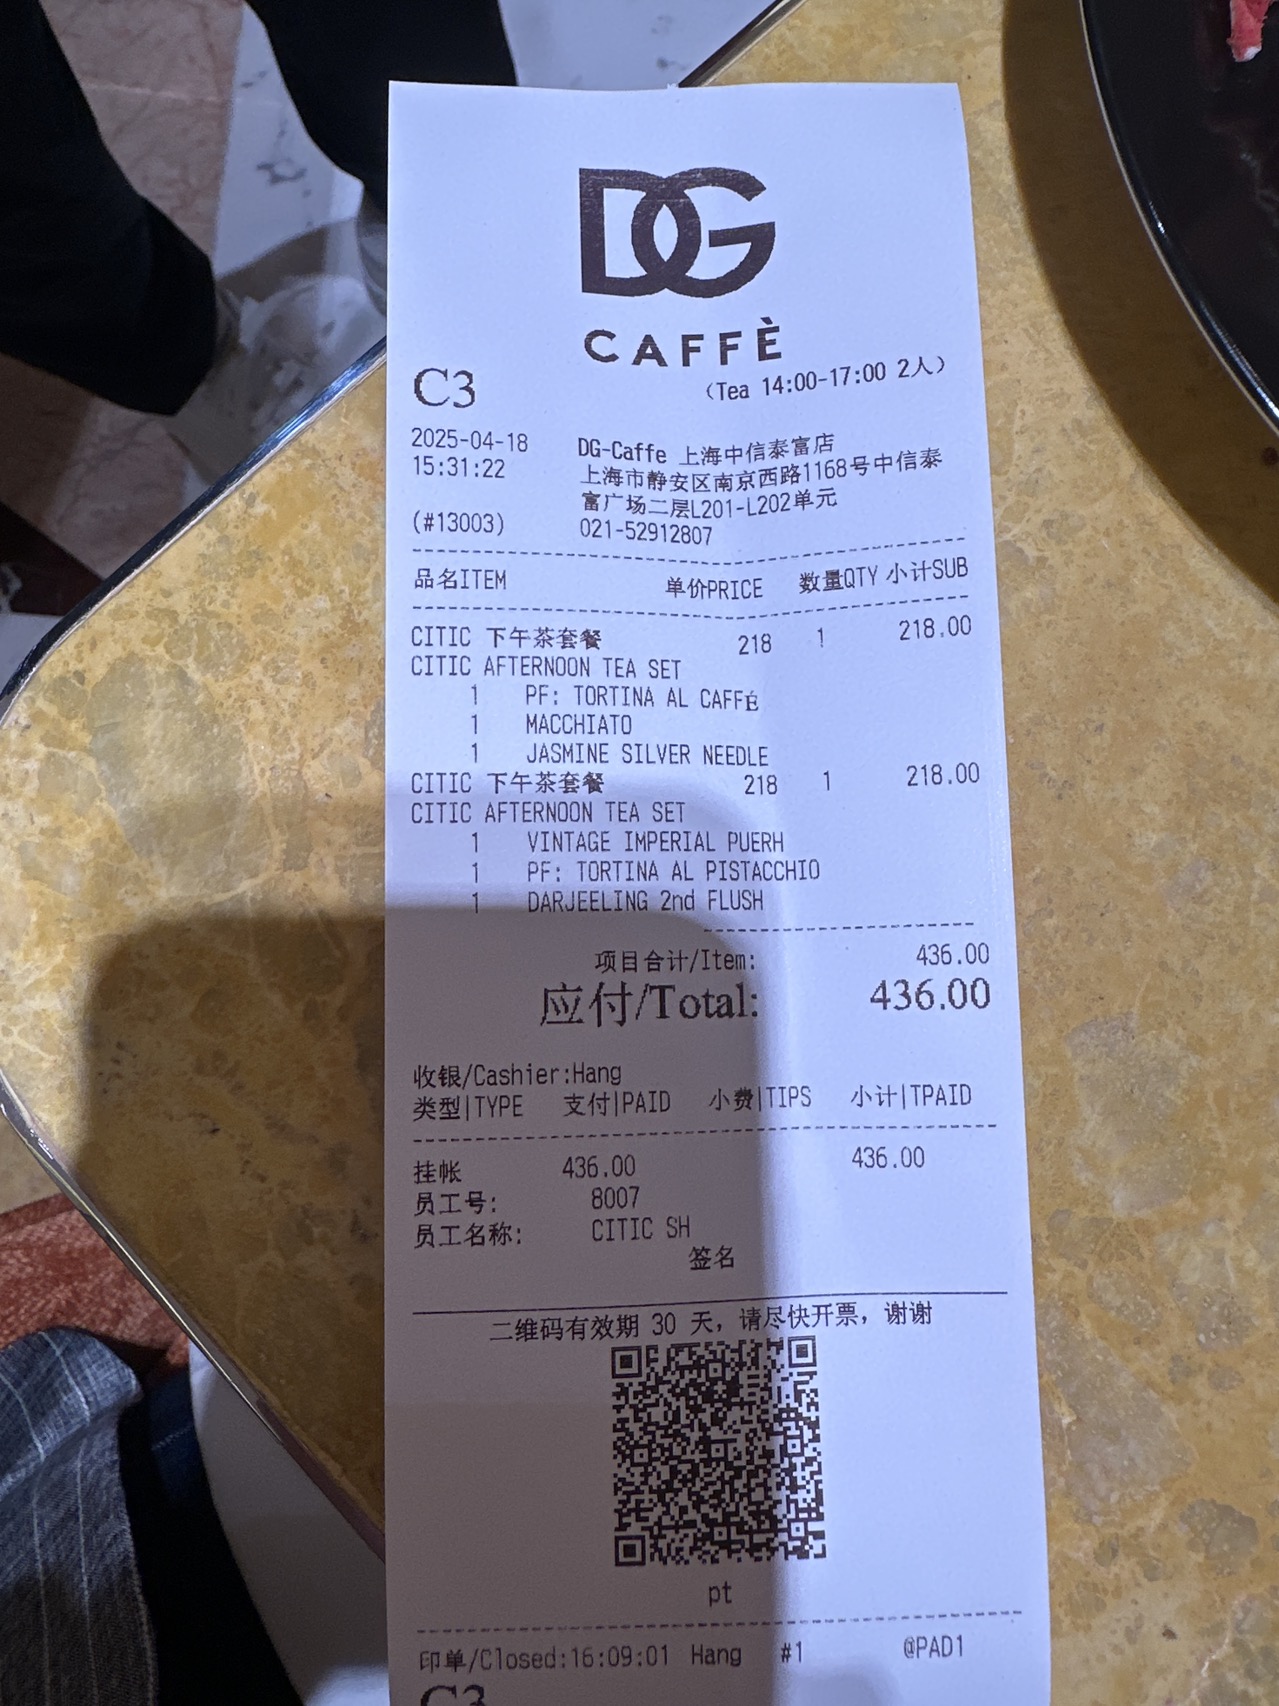 DG
CAFFÈ
C3
(Tea 14:00-17:00 2人)
2025-04-18
15:31:22
(#13003)
DG-Caffe 上海中信泰富店
上海市静安区南京西路1168号中信泰
富广场二层L201-L202单元
021-52912807
品名ITEM 单价PRICE 数量QTY 小计SUB
CITIC 下午茶套餐 218 1 218.00
CITIC AFTERNOON TEA SET
1 PF: TORTINA AL CAFFÉ
1 MACCHIATO
1 JASMINE SILVER NEEDLE
CITIC 下午茶套餐 218 1 218.00
CITIC AFTERNOON TEA SET
1 VINTAGE IMPERIAL PUERH
1 PF: TORTINA AL PISTACCHIO
1 DARJEELING 2nd FLUSH
项目合计/Item: 436.00
应付/Total: 436.00
收银/Cashier:Hang
类型|TYPE 支付|PAID 小费|TIPS 小计|TPAID
挂帐 436.00 436.00
员工号: 8007
员工名称: CITIC SH
签名
二维码有效期 30 天, 请尽快开票, 谢谢
pt
印单/Closed:16:09:01 Hang #1 @PAD1
C3